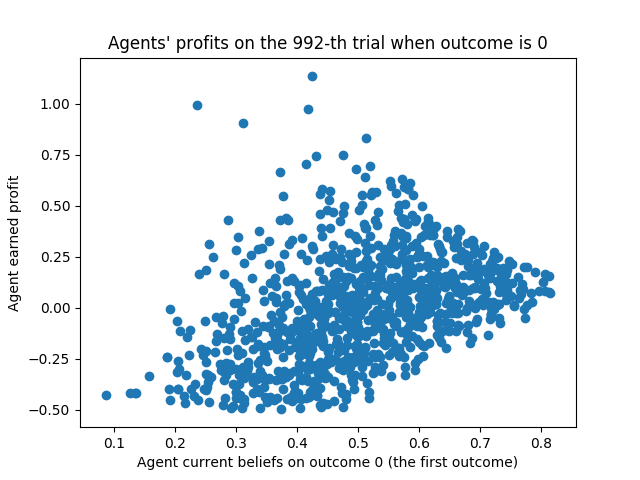 Agents' profits on the 992-th trial when outcome is 0
Agent earned profit
1.00
0.75
0.50
0.25
0.00
−0.25
−0.50
0.1 0.2 0.3 0.4 0.5 0.6 0.7 0.8
Agent current beliefs on outcome 0 (the first outcome)